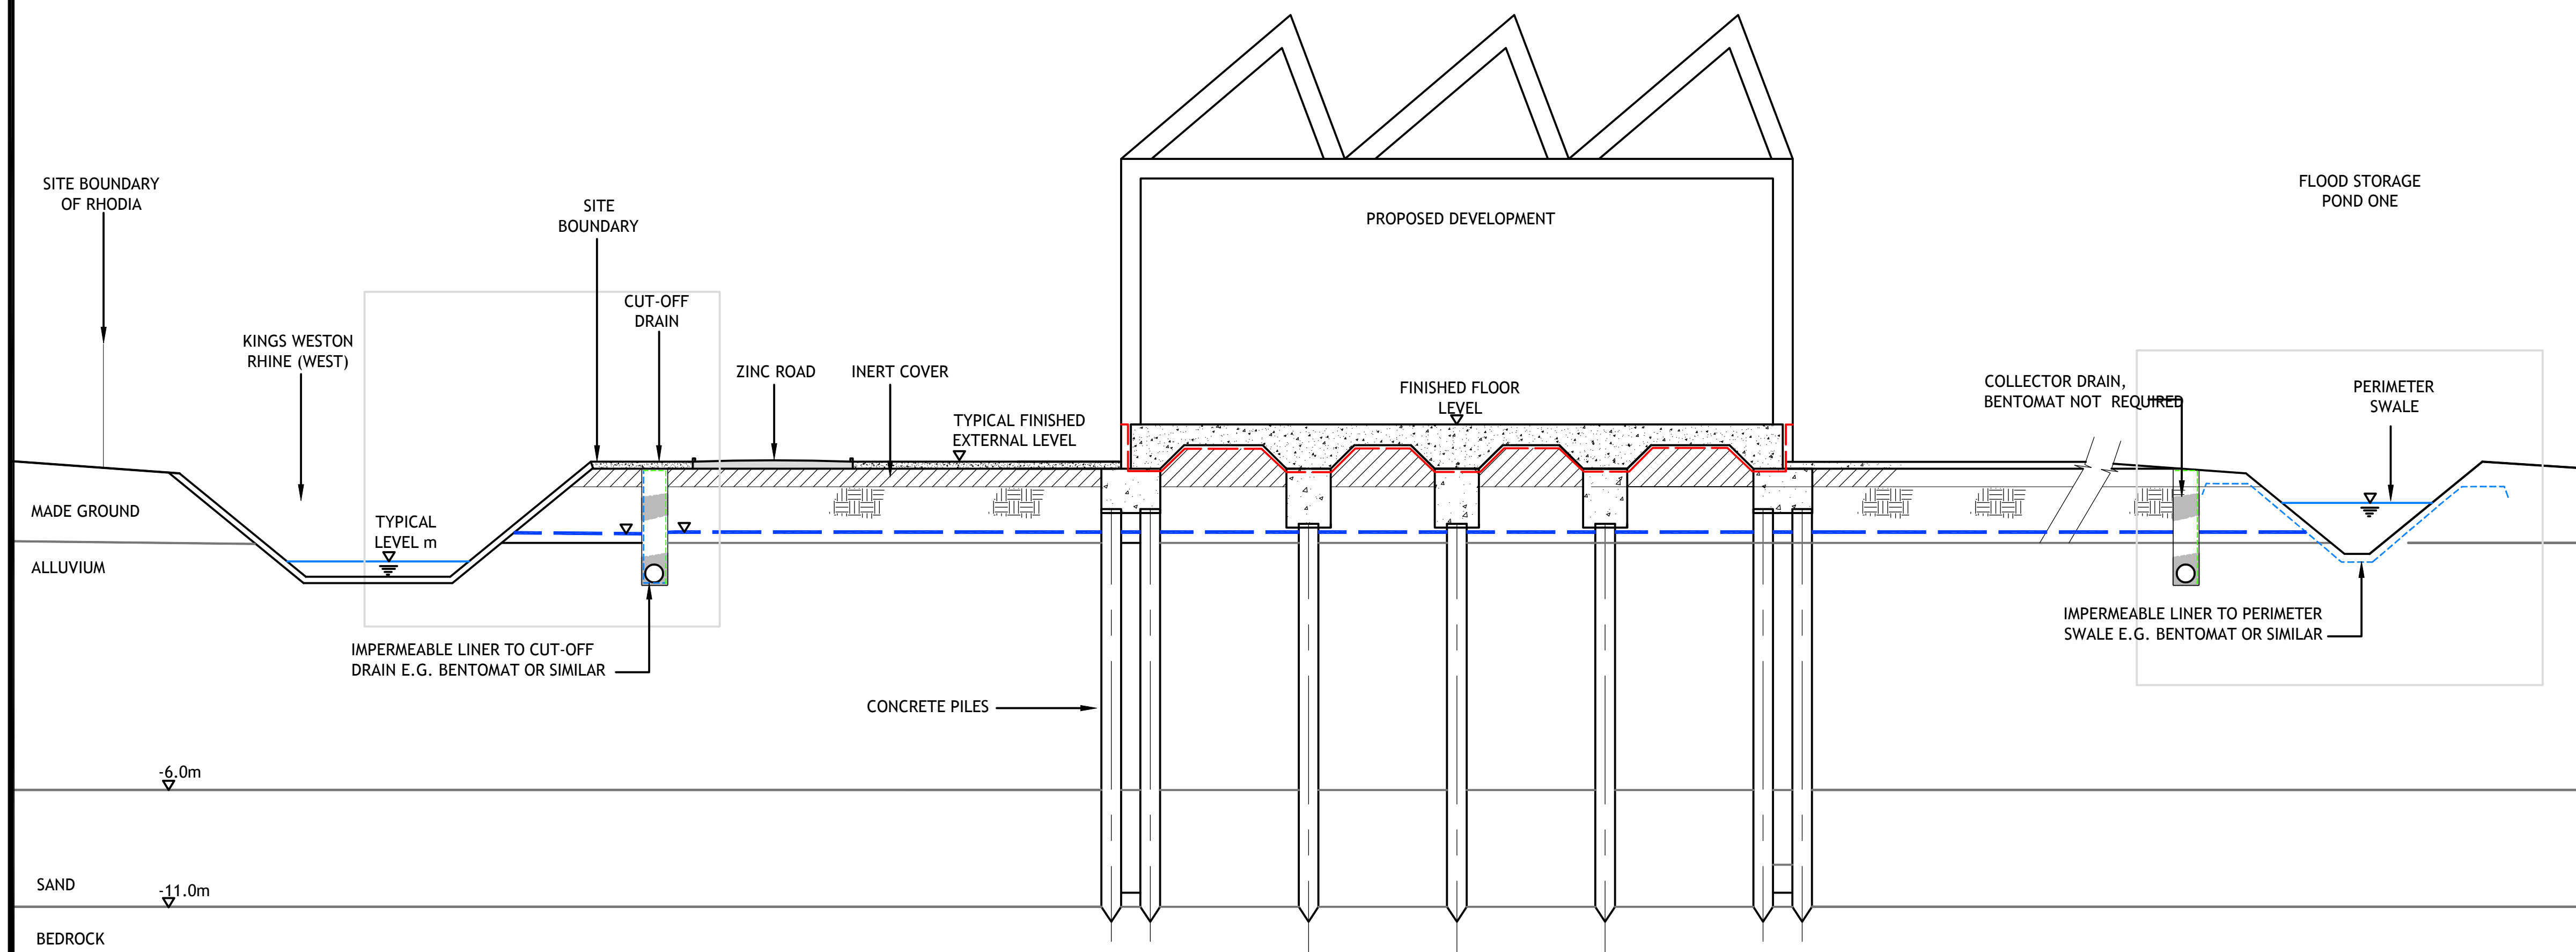 SITE BOUNDARY
OF RHODIA
KINGS WESTON
RHINE (WEST)
SITE
BOUNDARY
CUT-OFF
DRAIN
ZINC ROAD
INERT COVER
TYPICAL FINISHED
EXTERNAL LEVEL
PROPOSED DEVELOPMENT
FINISHED FLOOR
LEVEL
FLOOD STORAGE
POND ONE
COLLECTOR DRAIN,
BENTOMAT NOT REQUIRED
PERIMETER
SWALE
MADE GROUND
TYPICAL
LEVEL m
ALLUVIUM
IMPERMEABLE LINER TO CUT-OFF
DRAIN E.G. BENTOMAT OR SIMILAR
IMPERMEABLE LINER TO PERIMETER
SWALE E.G. BENTOMAT OR SIMILAR
CONCRETE PILES
-6.0m
SAND
-11.0m
BEDROCK